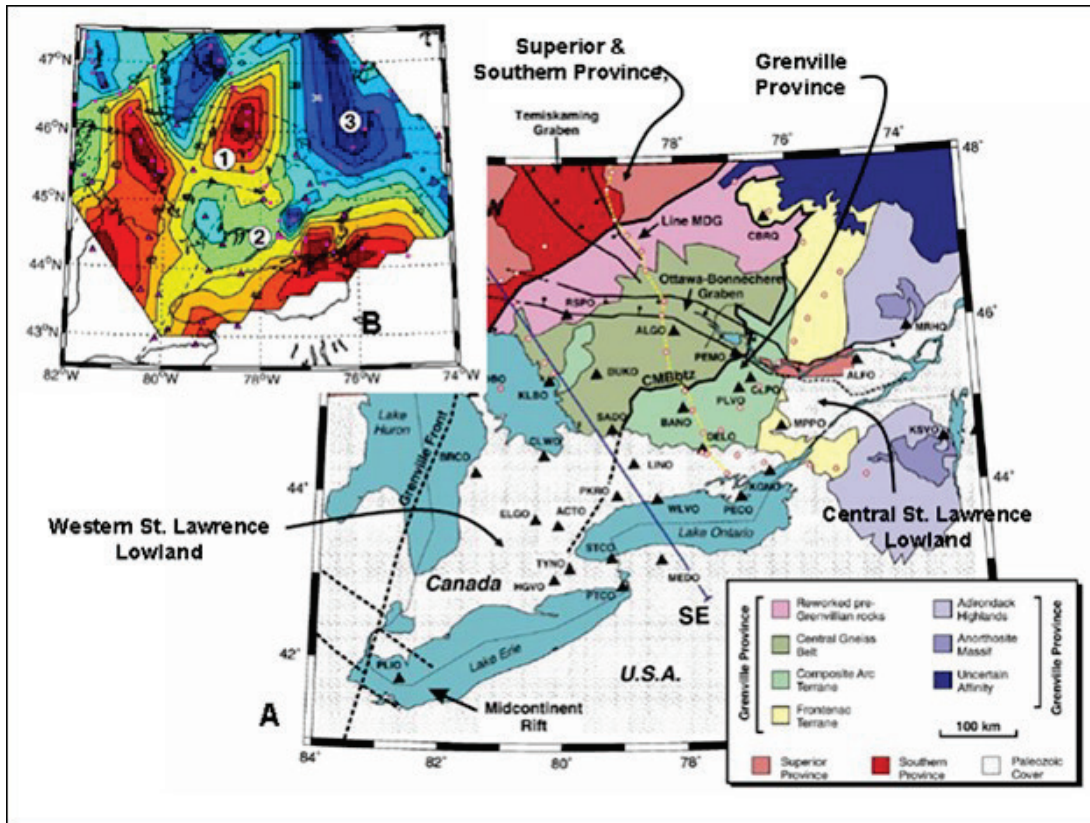 47°N
46°N
45°N
44°N
43°N
82°W
80°W
78°W
76°W
74°W
36
1
2
3
B
Superior &
Southern Province,
Grenville
Province
Temiskaming
Graben
78°
76°
74°
48°
Line MDG
CBRQ
Ottawa-Bonnechere
Graben
46°
RSPO
ALGO
PEMO
MRHQ
ALFO
DUKO
CMBbtz
CLPO
PLVO
KLBO
SADO
BANO
MPPO
KSVO
DELO
Lake
Huron
Grenville Front
BRCO
CLWO
LINO
44°
44°
PKRO
WLVO
KGNO
PECO
ELGO
ACTO
Lake Ontario
Western St. Lawrence
Lowland
Central St. Lawrence
Lowland
STCO
TYNO
MEDO
Canada
HGVO
PTCO
SE
42°
Lake Erie
PLIO
U.S.A.
A
Midcontinent
Rift
84°
82°
80°
78°
Grenville Province
Reworked pre-
Grenvillian rocks
Central Gneiss
Belt
Composite Arc
Terrane
Frontenac
Terrane
Adirondack
Highlands
Anorthosite
Massif
Uncertain
Affinity
Grenville Province
100 km
Superior
Province
Southern
Province
Paleozoic
Cover